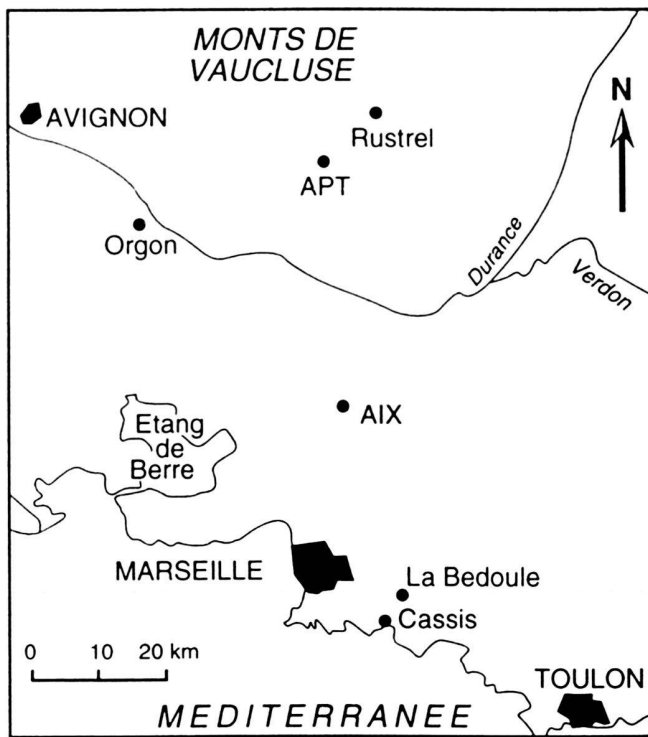 MONTS DE
VAUCLUSE
AVIGNON
N
Rustrel
APT
Orgon
Durance
Verdon
AIX
Etang
de
Berre
MARSEILLE
La Bedoule
Cassis
0 10 20 km
TOULON
MEDITERRANEE